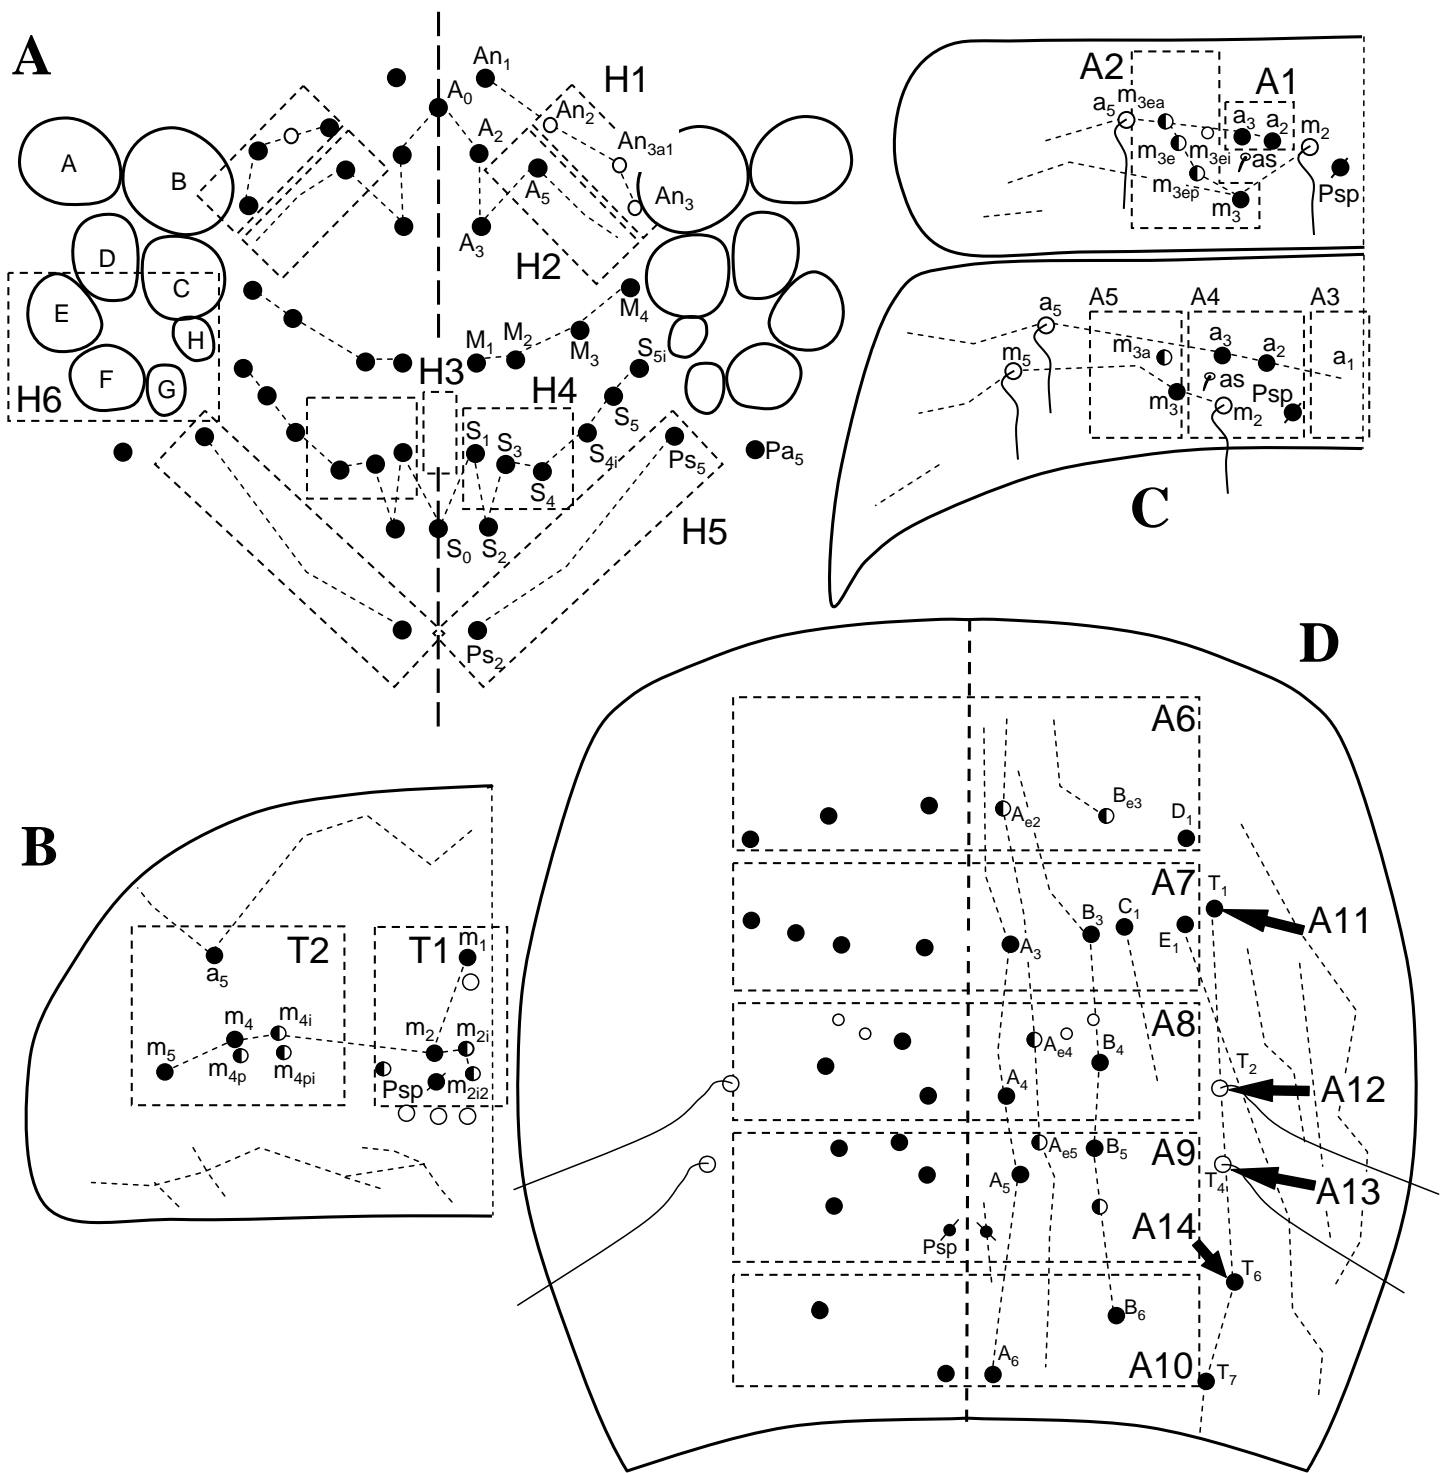 A
An₁
H1
A₀
An₂
A₂
An₃ₐ₁
A
B
A₅
An₃
A₃
H2
D
C
E
M₄
H
M₁
M₂
M₃
S₅ᵢ
H3
F
G
H6
H4
S₅
S₁
S₃
S₄ᵢ
Ps₅
Pa₅
S₄
H5
S₀
S₂
Ps₂
A2
A1
a₅
m₃ₑₐ
a₃
a₂
m₂
m₃ₑ
m₃ₑᵢ
as
m₃ₑₚ
Psp
m₃
A5
A4
A3
a₅
m₃ₐ
a₃
a₂
a₁
m₅
as
Psp
m₃
m₂
C
D
A6
Aₑ₂
Bₑ₃
D₁
A7
T₁
B₃
C₁
E₁
A11
A₃
A8
Aₑ₄
B₄
T₂
A₄
A12
Aₑ₅
B₅
A9
A₅
T₄
A13
A14
Psp
T₆
B₆
A₆
A10
T₇
B
T2
T1
m₁
a₅
m₄
m₄ᵢ
m₂
m₂ᵢ
m₅
m₄ₚ
m₄ₚᵢ
Psp
m₂ᵢ₂